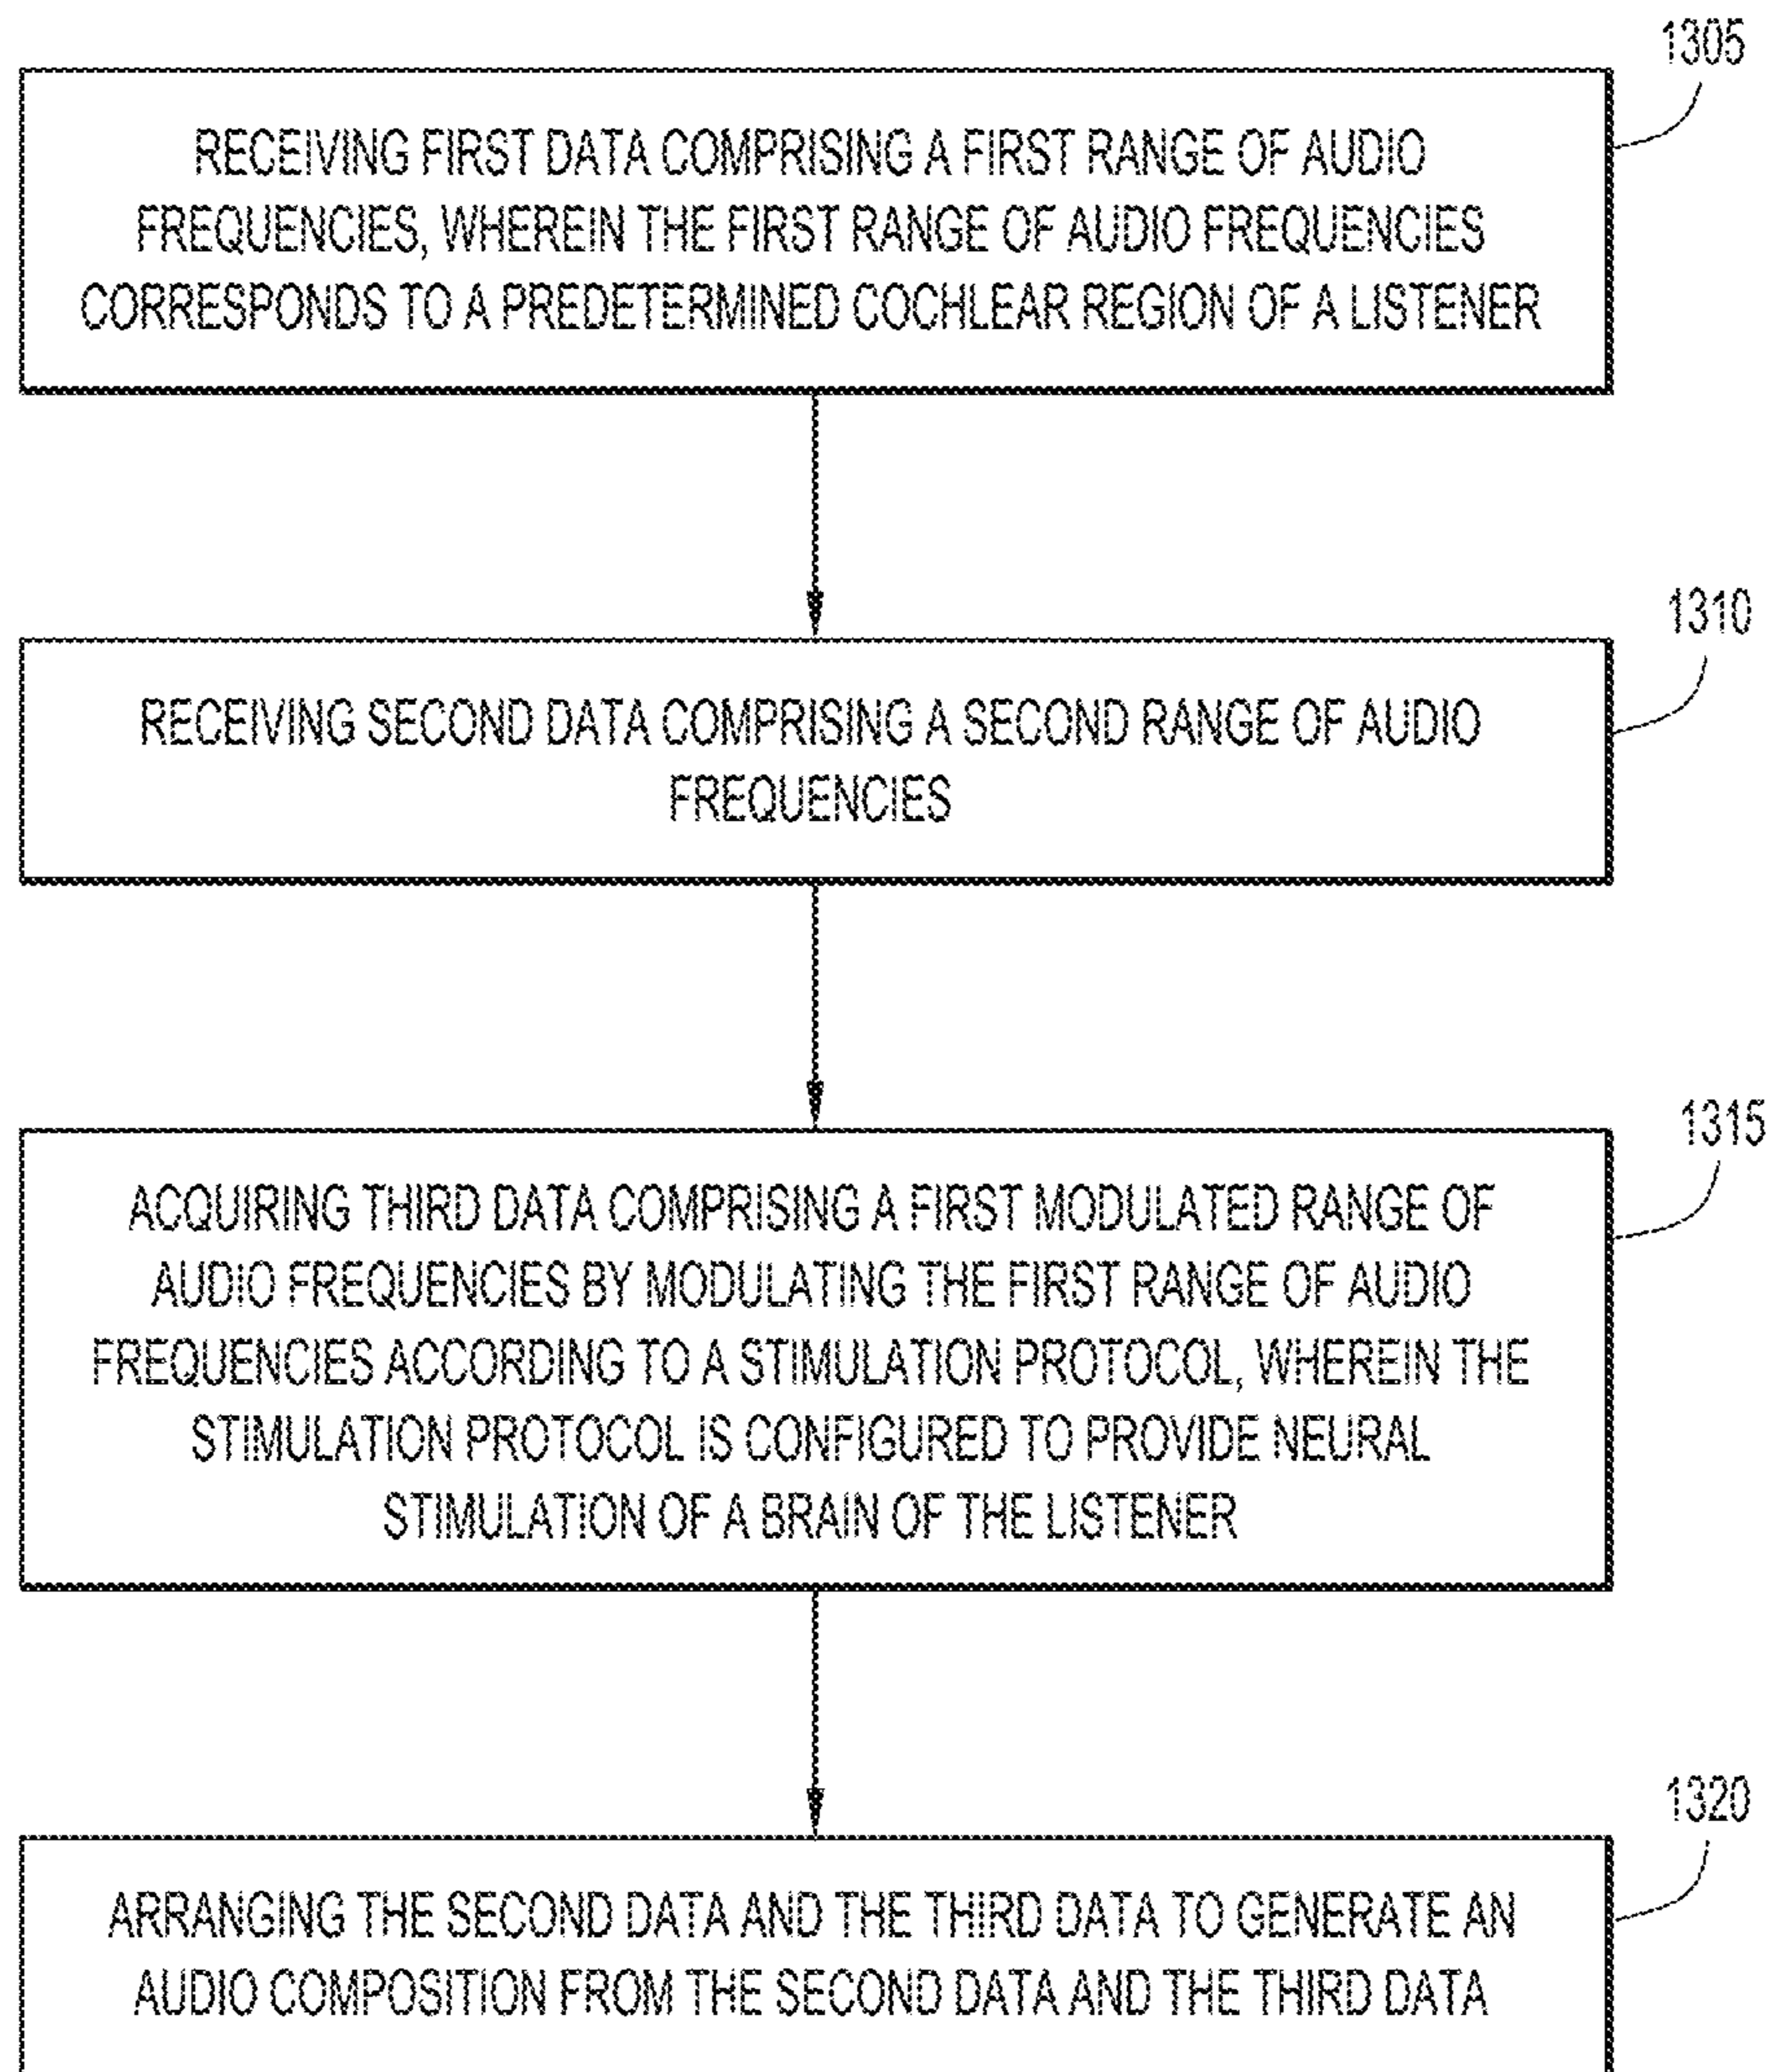 1305
RECEIVING FIRST DATA COMPRISING A FIRST RANGE OF AUDIO
FREQUENCIES, WHEREIN THE FIRST RANGE OF AUDIO FREQUENCIES
CORRESPONDS TO A PREDETERMINED COCHLEAR REGION OF A LISTENER
1310
RECEIVING SECOND DATA COMPRISING A SECOND RANGE OF AUDIO
FREQUENCIES
1315
ACQUIRING THIRD DATA COMPRISING A FIRST MODULATED RANGE OF
AUDIO FREQUENCIES BY MODULATING THE FIRST RANGE OF AUDIO
FREQUENCIES ACCORDING TO A STIMULATION PROTOCOL, WHEREIN THE
STIMULATION PROTOCOL IS CONFIGURED TO PROVIDE NEURAL
STIMULATION OF A BRAIN OF THE LISTENER
1320
ARRANGING THE SECOND DATA AND THE THIRD DATA TO GENERATE AN
AUDIO COMPOSITION FROM THE SECOND DATA AND THE THIRD DATA